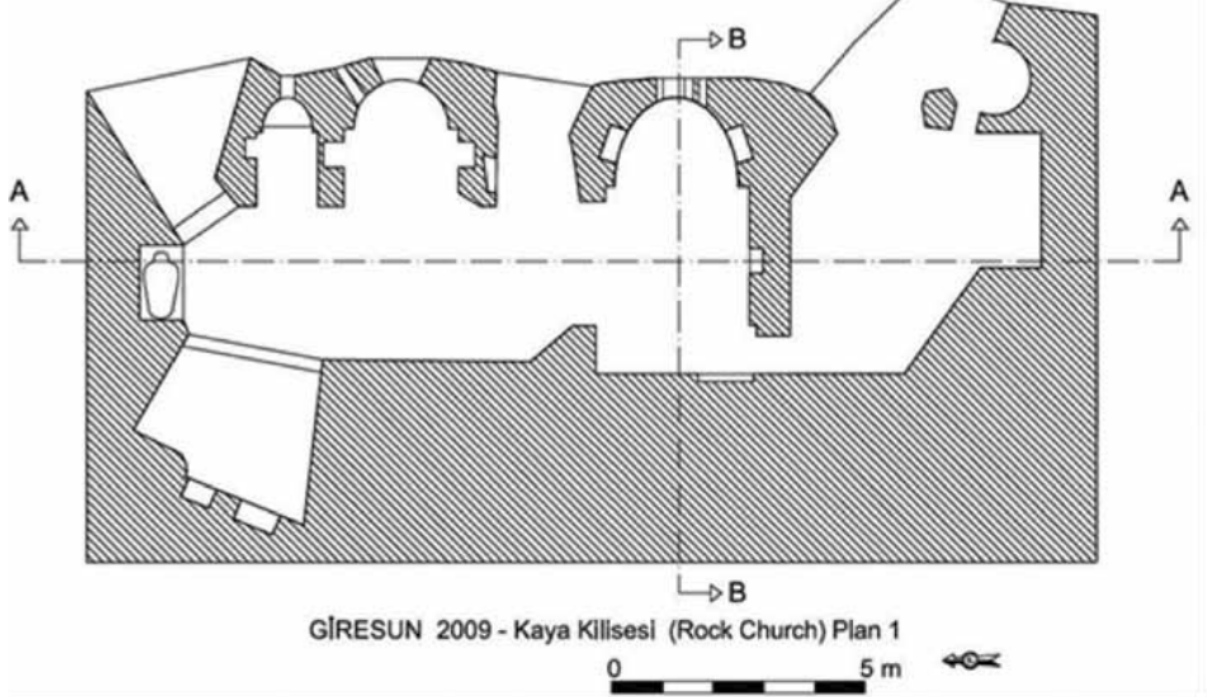 B
A A
B
GİRESUN 2009 - Kaya Kilisesi (Rock Church) Plan 1
0 5 m